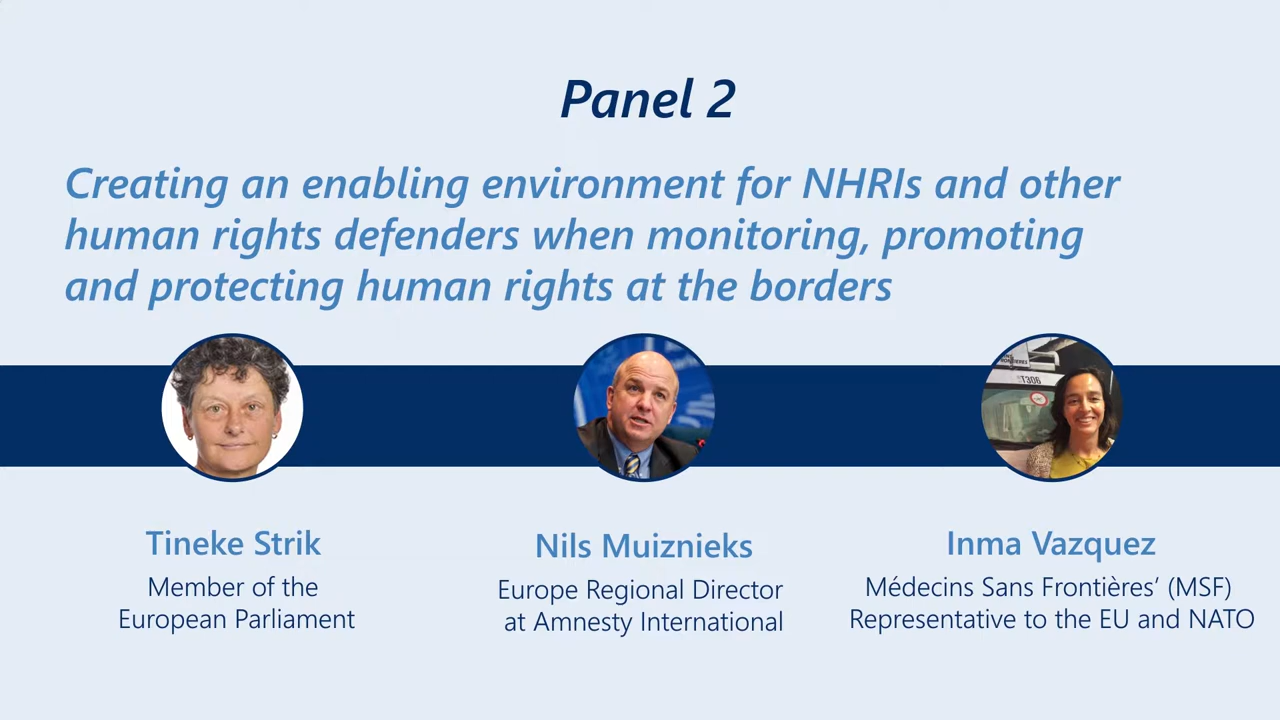 Panel 2
Creating an enabling environment for NHRIs and other
human rights defenders when monitoring, promoting
and protecting human rights at the borders
T306
Tineke Strik
Member of the
European Parliament
Nils Muiznieks
Europe Regional Director
at Amnesty International
Inma Vazquez
Médecins Sans Frontières’ (MSF)
Representative to the EU and NATO